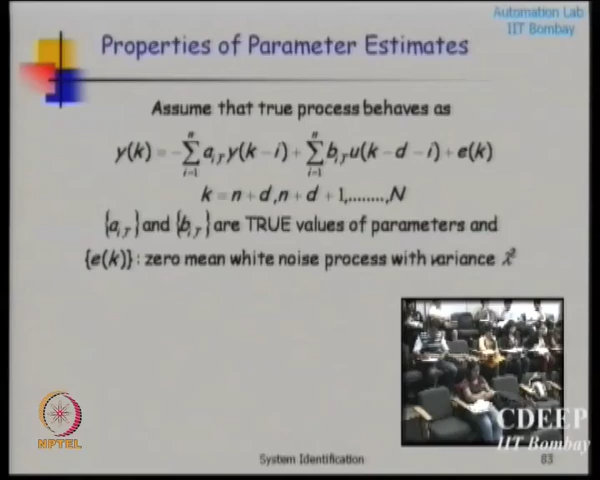 Automation Lab
IIT Bombay
Properties of Parameter Estimates
Assume that true process behaves as
y(k) = -∑_{i=1}^{n} a_{i,T} y(k - i) + ∑_{i=1}^{n} b_{i,T} u(k - d - i) + e(k)
k = n + d, n + d + 1, ........, N
{a_{i,T}} and {b_{i,T}} are TRUE values of parameters and
{e(k)} : zero mean white noise process with variance λ²
CDEEP
IIT Bombay
NPTEL
System Identification
83